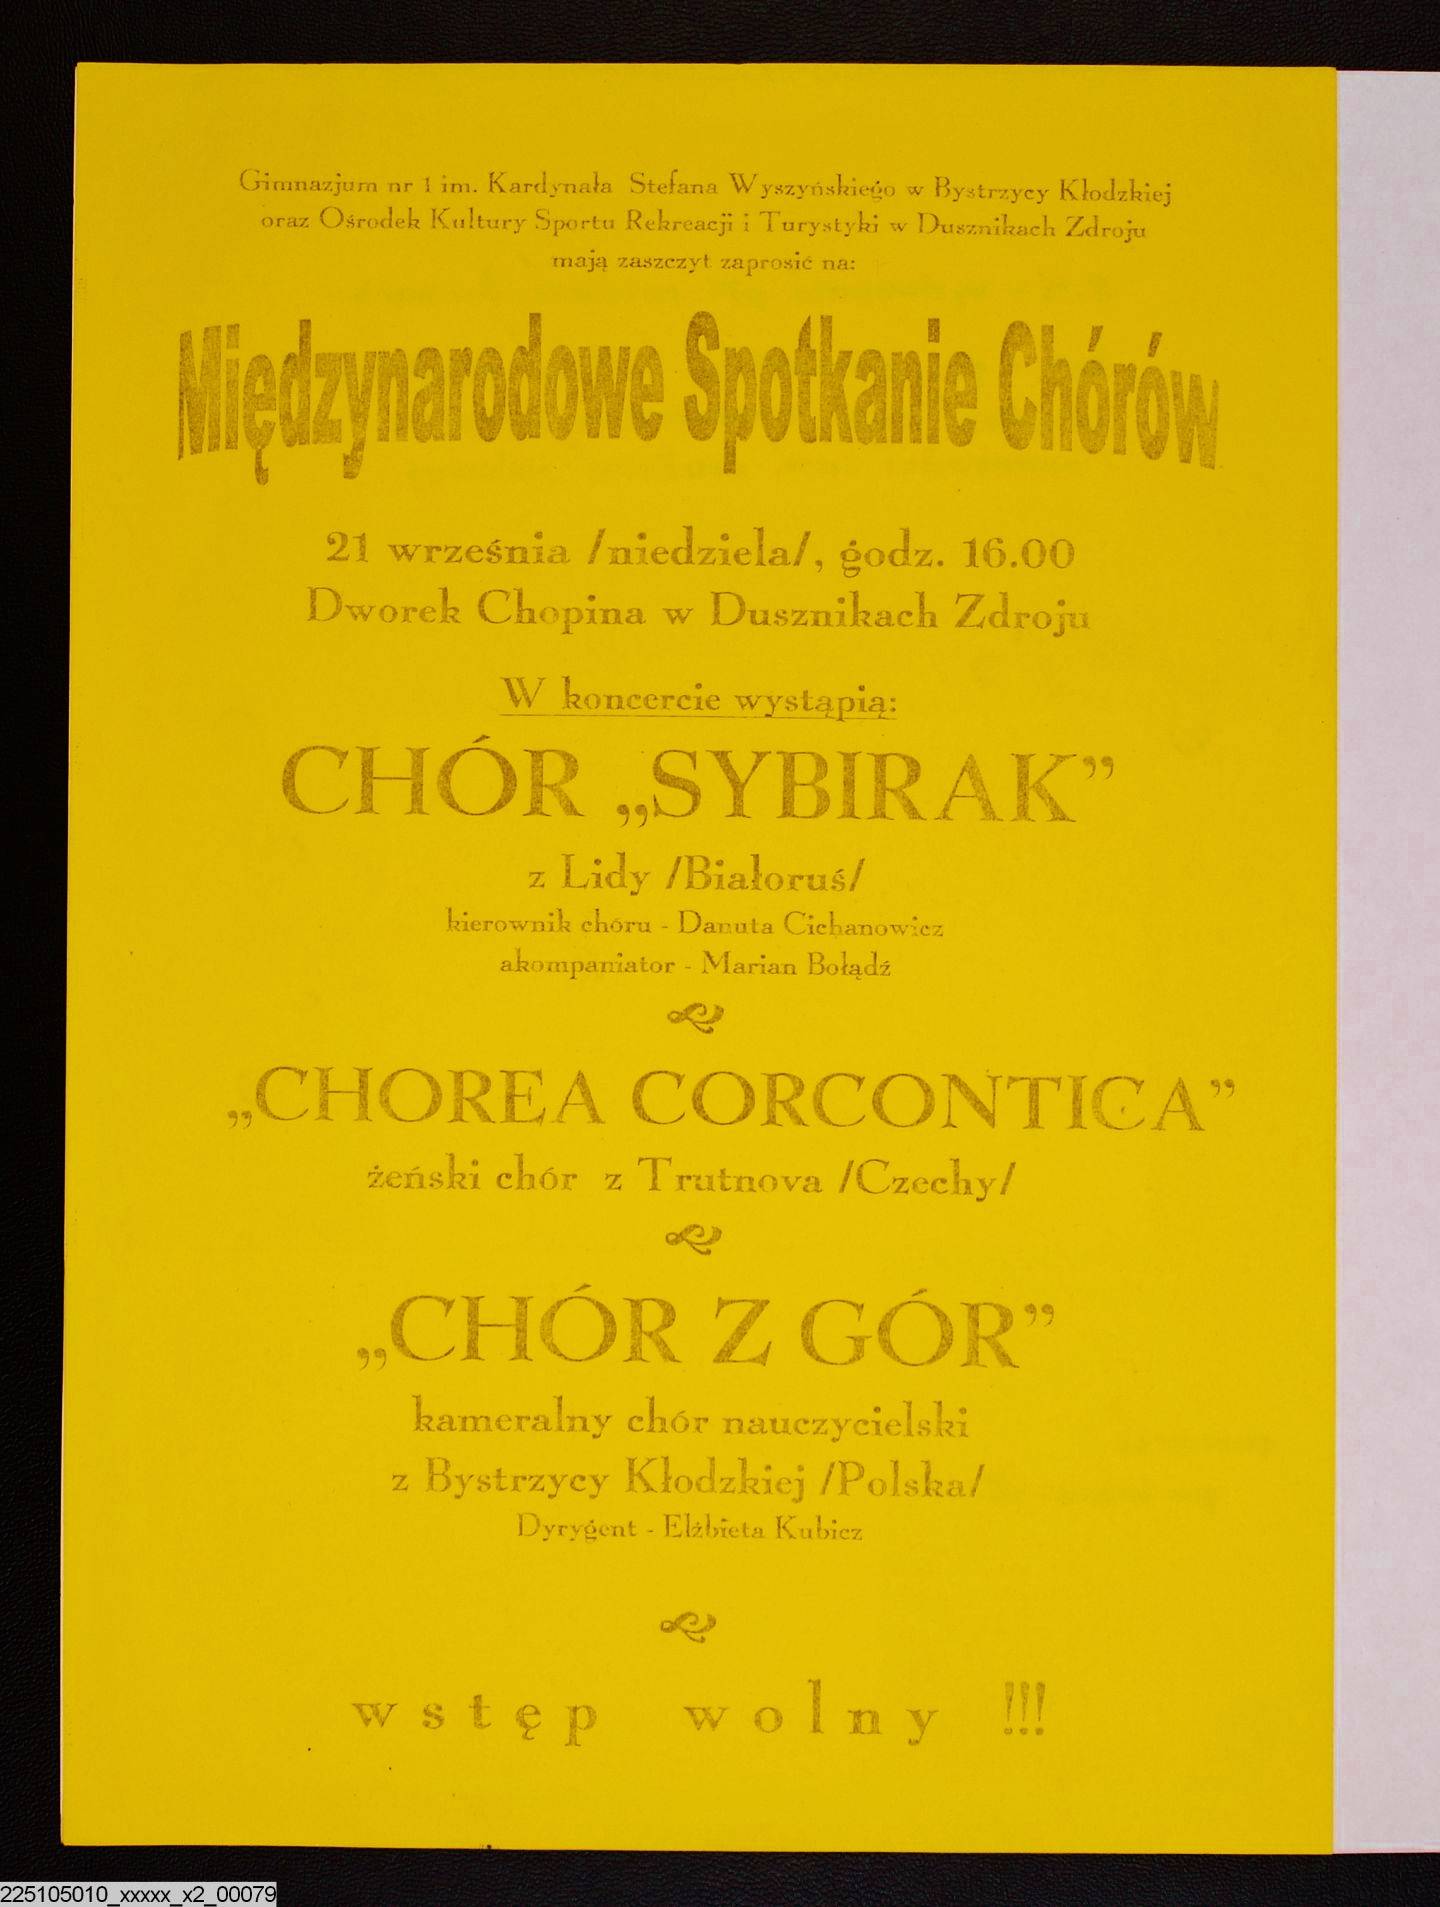 Gimnazjum nr 1 im. Kardynała Stefana Wyszyńskiego w Bystrzycy Kłodzkiej
oraz Ośrodek Kultury Sportu Rekreacji i Turystyki w Dusznikach Zdroju
mają zaszczyt zaprosić na:
Międzynarodowe Spotkanie Chórów
21 września /niedziela/, godz. 16.00
Dworek Chopina w Dusznikach Zdroju
W koncercie wystąpią:
CHÓR „SYBIRAK”
z Lidy /Białoruś/
kierownik chóru - Danuta Cichanowicz
akompaniator - Marian Bołądź
„CHOREA CORCONTICA”
żeński chór z Trutnova /Czechy/
„CHÓR Z GÓR”
kameralny chór nauczycielski
z Bystrzycy Kłodzkiej /Polska/
Dyrygent - Elżbieta Kubicz
wstęp wolny !!!
225105010_xxxxx_x2_00079